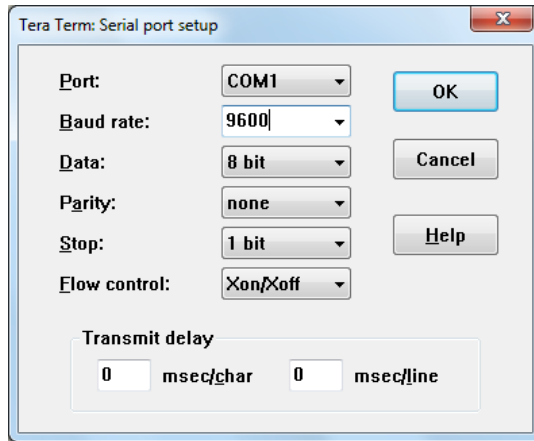 Tera Term: Serial port setup
Port: COM1
OK
Baud rate: 9600
Data: 8 bit
Cancel
Parity: none
Stop: 1 bit
Help
Flow control: Xon/Xoff
Transmit delay
0 msec/char 0 msec/line